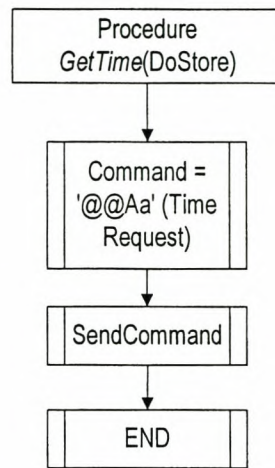 Procedure
GetTime(DoStore)
Command =
'@@Aa' (Time
Request)
SendCommand
END